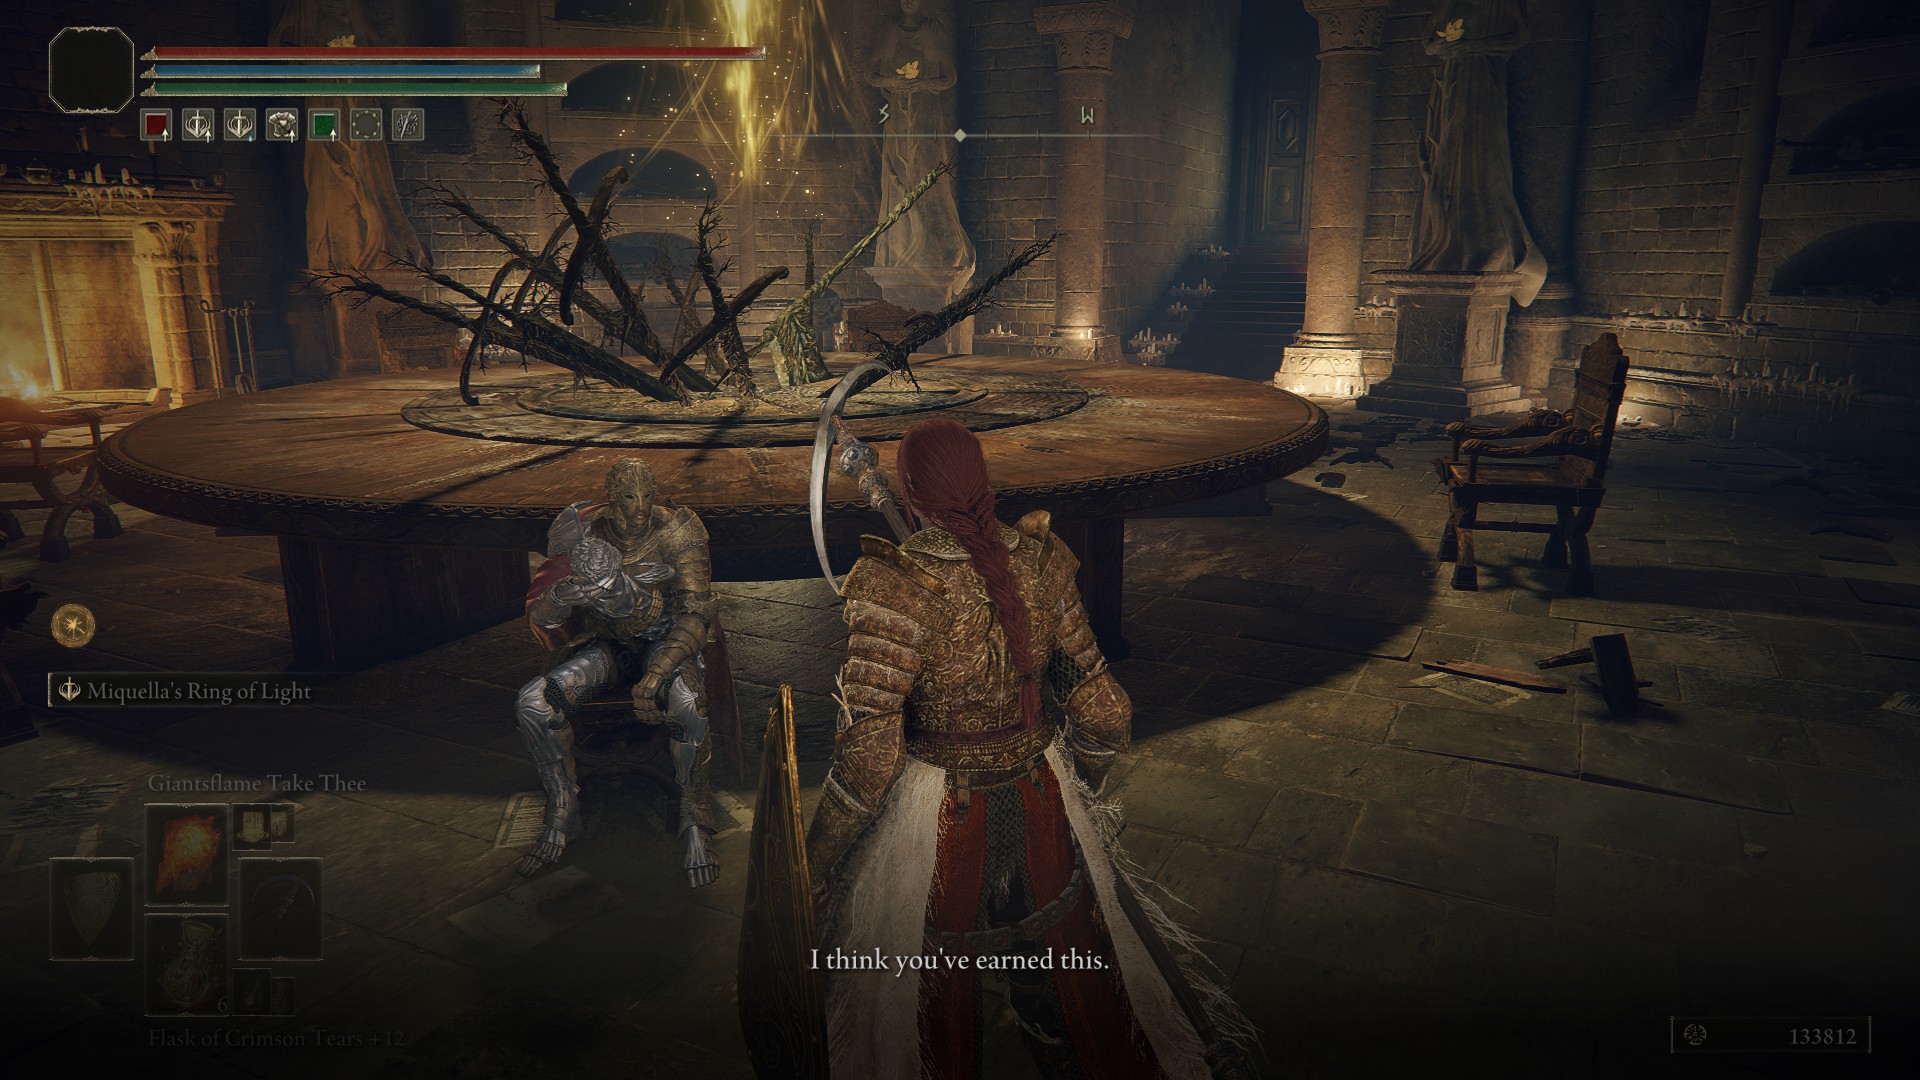 S
W
Miquella's Ring of Light
Giantsflame Take Thee
6
Flask of Crimson Tears +12
I think you've earned this.
133812